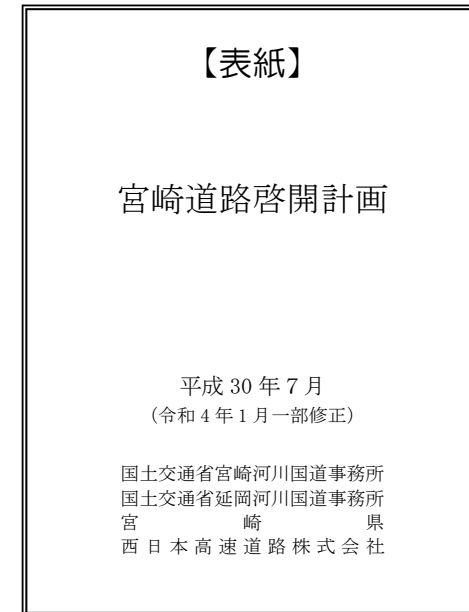 【表紙】
宮崎道路啓開計画
平成 30 年７月
（令和 4 年 1 月一部修正）
国土交通省宮崎河川国道事務所
国土交通省延岡河川国道事務所
宮崎県
西日本高速道路株式会社